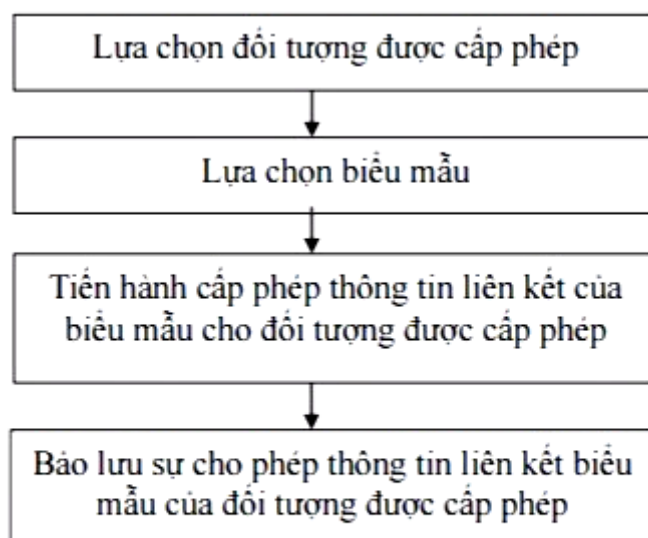 Lựa chọn đối tượng được cấp phép
Lựa chọn biểu mẫu
Tiến hành cấp phép thông tin liên kết của
biểu mẫu cho đối tượng được cấp phép
Bảo lưu sự cho phép thông tin liên kết biểu
mẫu của đối tượng được cấp phép